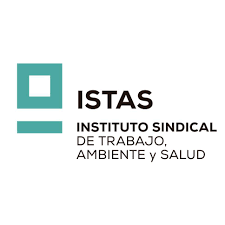 ISTAS
INSTITUTO SINDICAL
DE TRABAJO,
AMBIENTE y SALUD